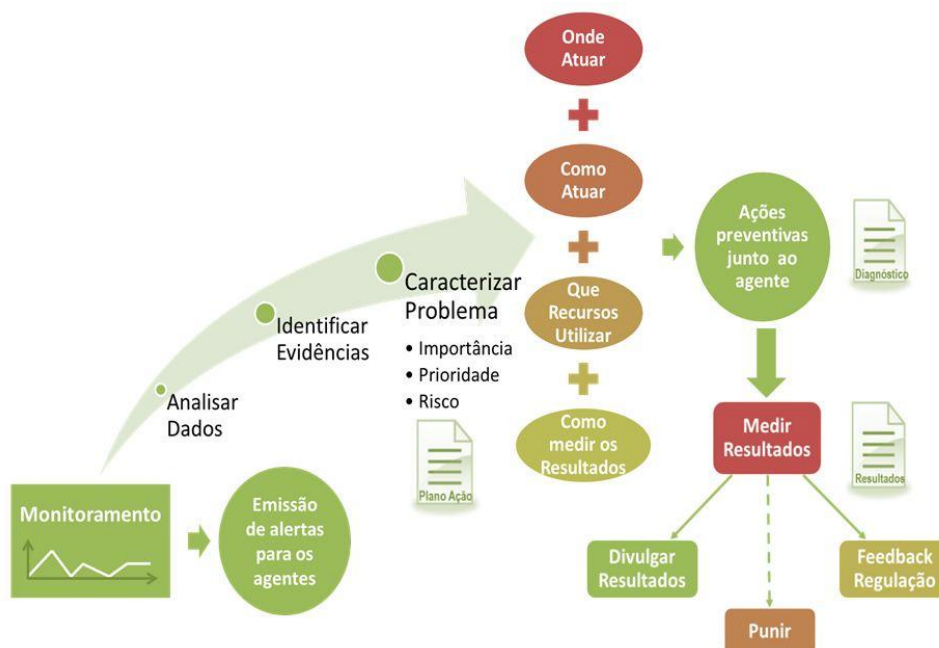 Onde
Atuar
Como
Atuar
Que
Recursos
Utilizar
Como
medir os
Resultados
Ações
preventivas
junto ao
agente
Diagnóstico
Caracterizar
Problema
• Importância
• Prioridade
• Risco
Identificar
Evidências
Analisar
Dados
Plano Ação
Medir
Resultados
Resultados
Monitoramento
Emissão
de alertas
para os
agentes
Divulgar
Resultados
Feedback
Regulação
Punir